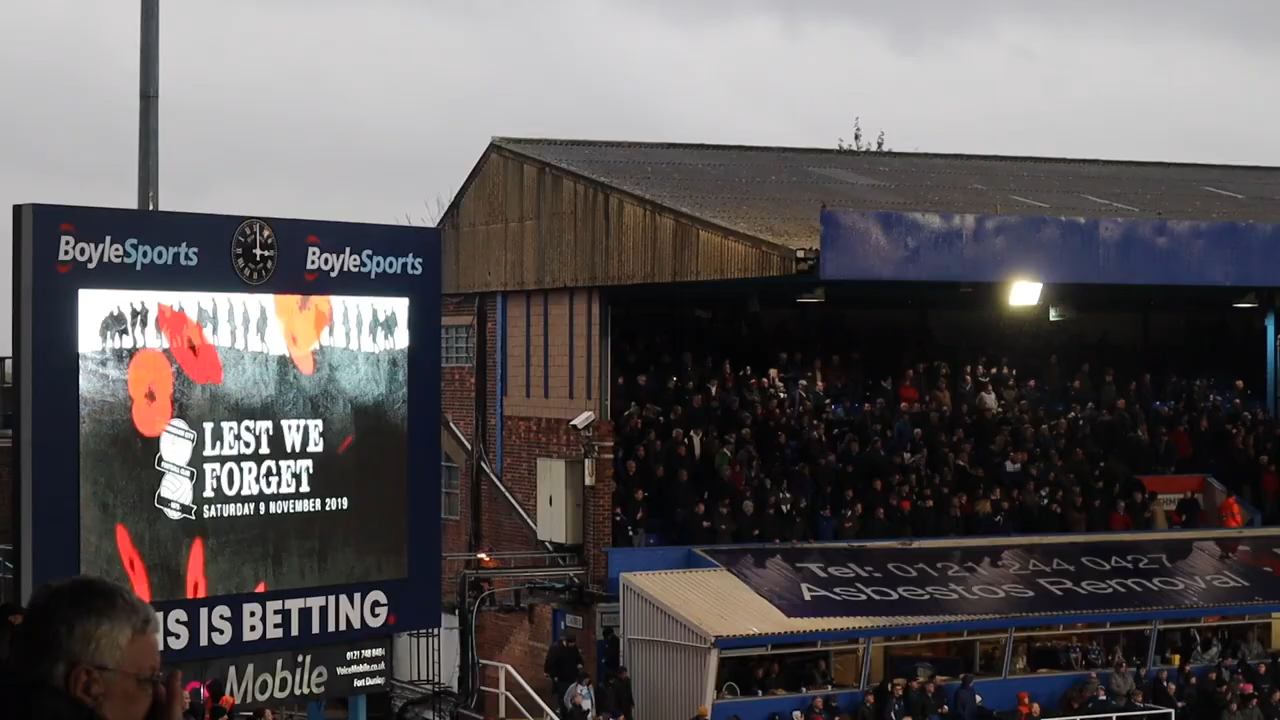 BoyleSports
BoyleSports
LEST WE
FORGET
SATURDAY 9 NOVEMBER 2019
IS IS BETTING.
Mobile
0121 748 8484
VoiceMobile.co.uk
Fort Dunlop
Tel: 0121 244 0427
Asbestos Removal